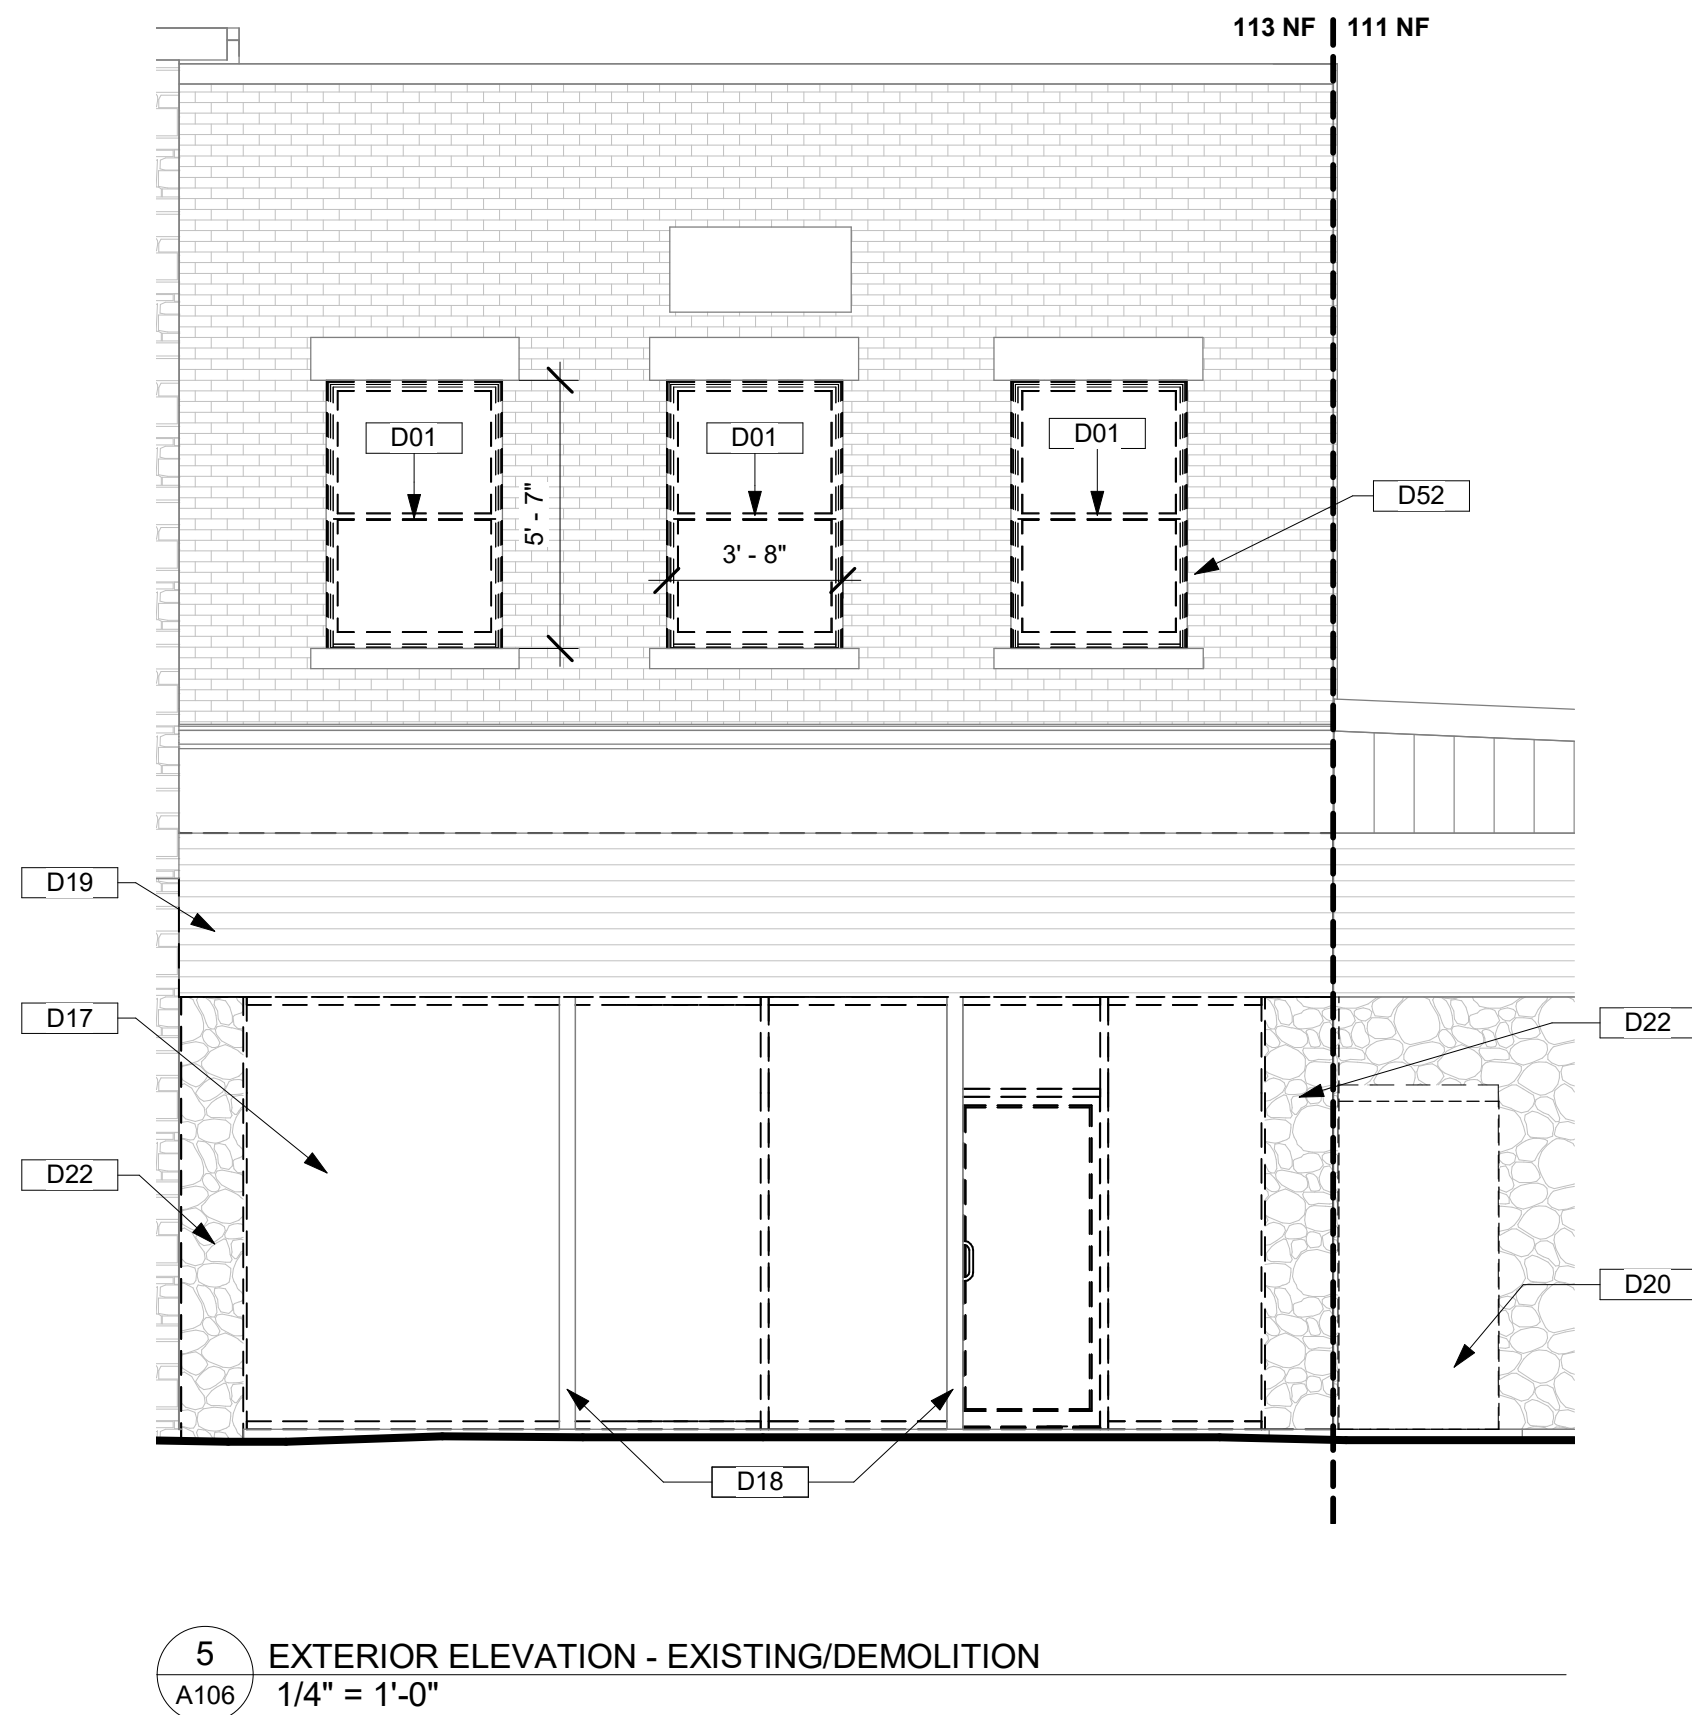 113 NF 111 NF
D01 D01 D01
D52
5' - 7"
3' - 8"
D19
D17
D22
D22
D20
D18
5 EXTERIOR ELEVATION - EXISTING/DEMOLITION
A106 1/4" = 1'-0"